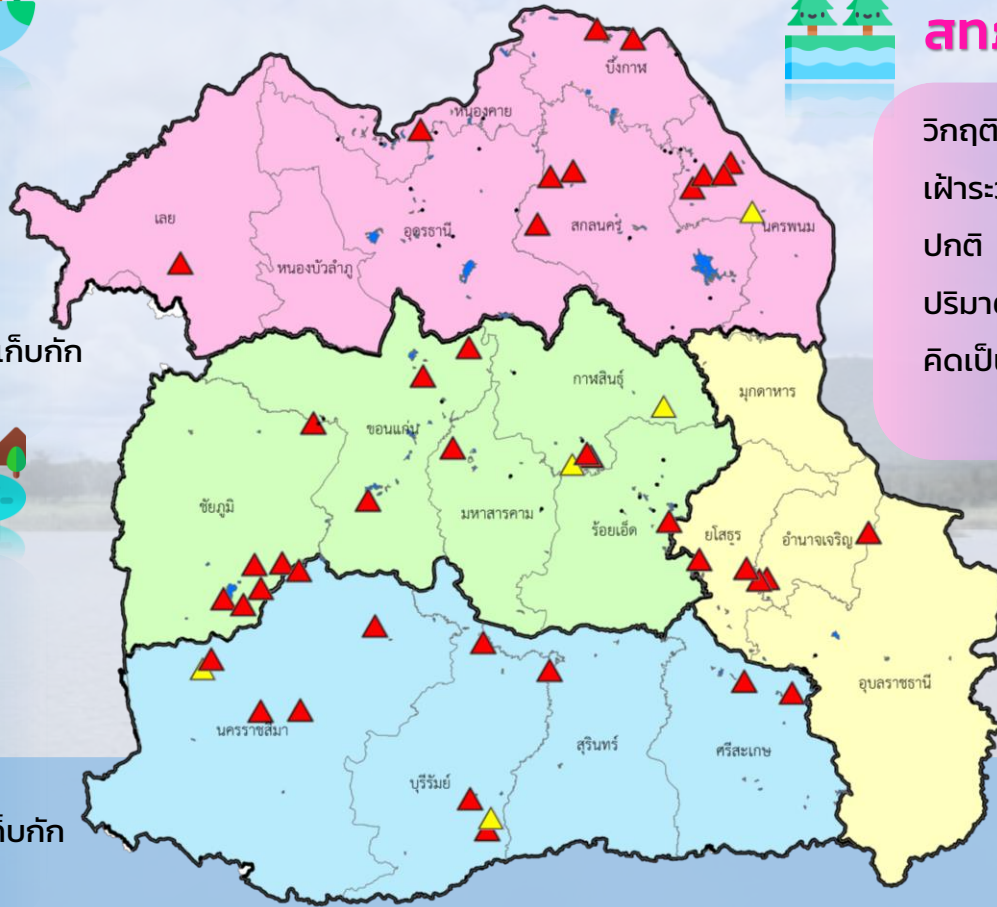 สทภ
วิกฤติ
เฝ้าระว
ปกติ
ปริมา
คิดเป็
เก็บกัก
ก็บกัก
บึงกาฬ
หนองคาย
เลย
อุดรธานี
สกลนคร
นครพนม
หนองบัวลำภู
กาฬสินธุ์
มุกดาหาร
ขอนแก่น
ชัยภูมิ
มหาสารคาม
ร้อยเอ็ด
ยโสธร
อำนาจเจริญ
อุบลราชธานี
นครราชสีมา
สุรินทร์
ศรีสะเกษ
บุรีรัมย์